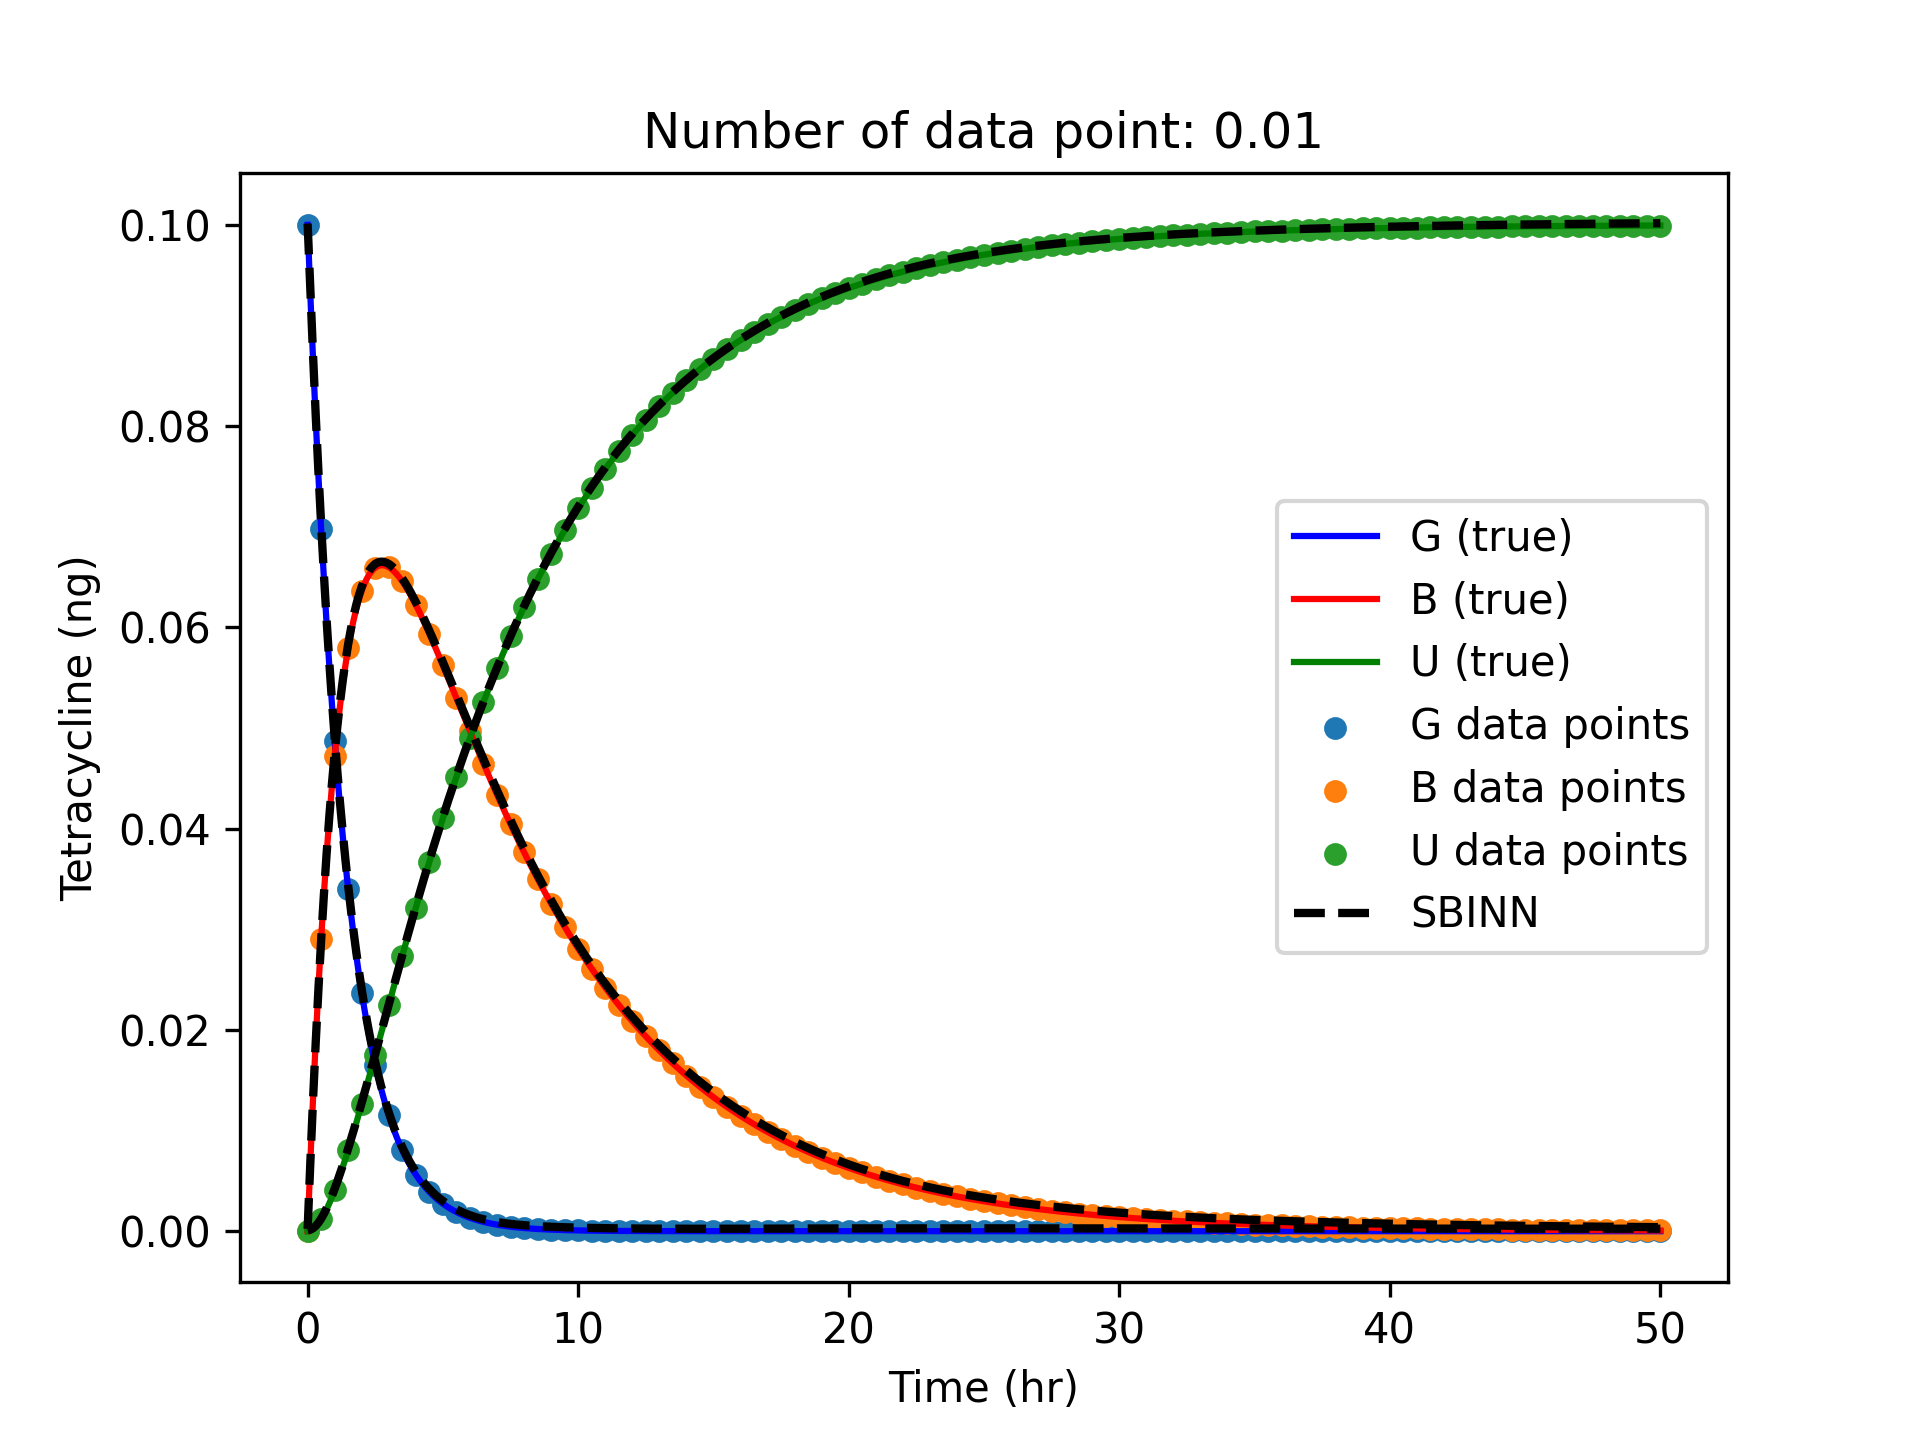 Number of data point: 0.01
Tetracycline (ng)
0.10
0.08
0.06
0.04
0.02
0.00
G (true)
B (true)
U (true)
G data points
B data points
U data points
SBINN
0 10 20 30 40 50
Time (hr)